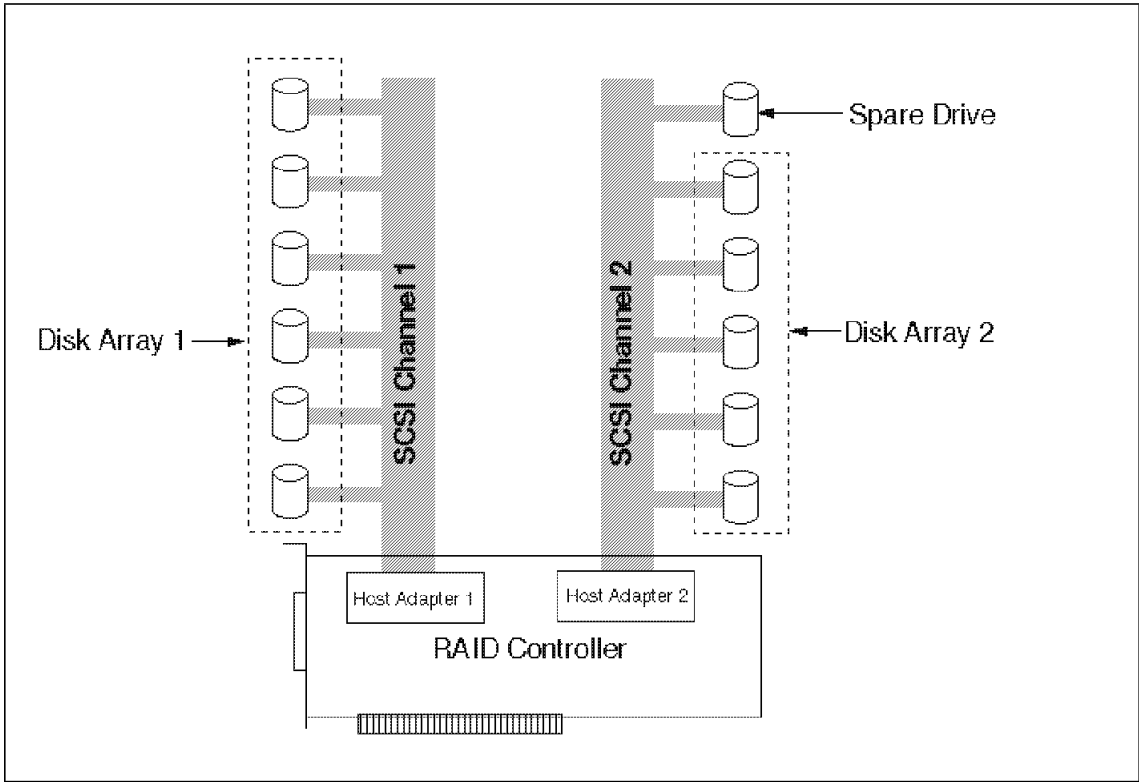 Spare Drive
SCSI Channel 1
SCSI Channel 2
Disk Array 1
Disk Array 2
Host Adapter 1
Host Adapter 2
RAID Controller